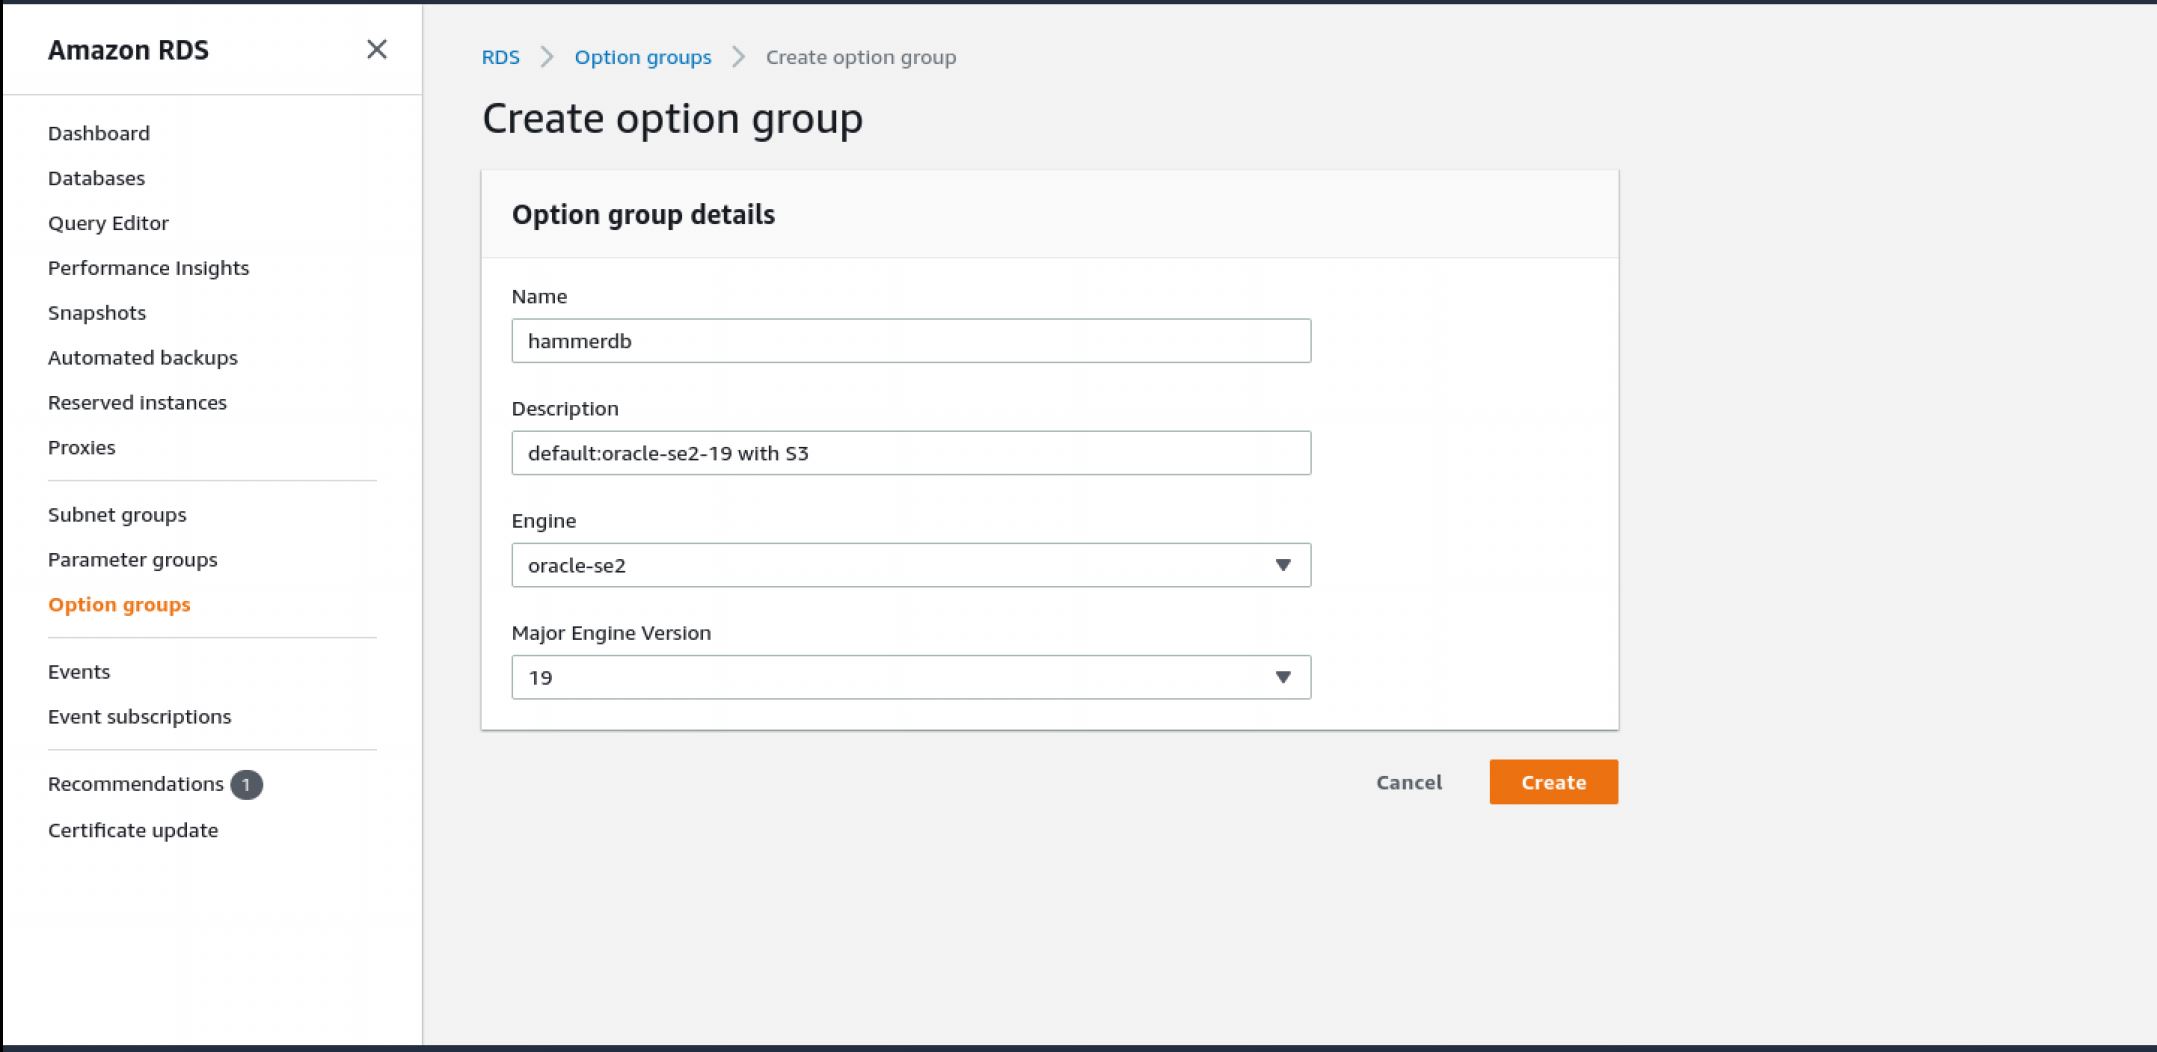 Amazon RDS
Dashboard
Databases
Query Editor
Performance Insights
Snapshots
Automated backups
Reserved instances
Proxies
Subnet groups
Parameter groups
Option groups
Events
Event subscriptions
Recommendations 1
Certificate update
RDS Option groups Create option group
Create option group
Option group details
Name
hammerdb
Description
default:oracle-se2-19 with S3
Engine
oracle-se2
Major Engine Version
19
Cancel Create